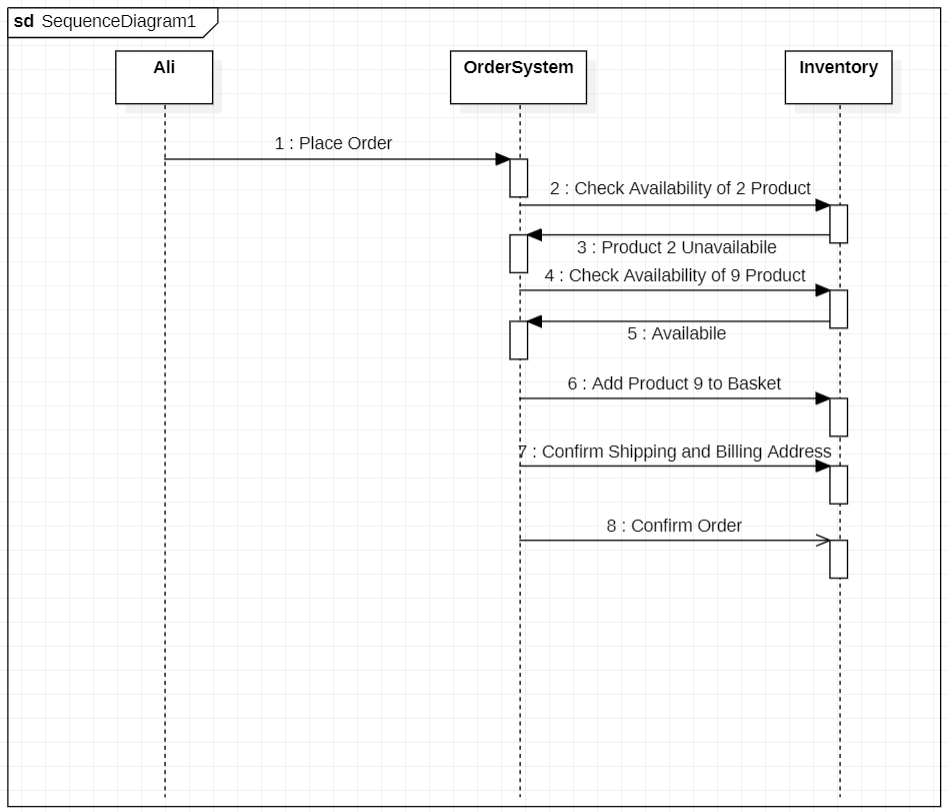 sd SequenceDiagram1
Ali
OrderSystem
Inventory
1 : Place Order
2 : Check Availability of 2 Product
3 : Product 2 Unavailabile
4 : Check Availability of 9 Product
5 : Availabile
6 : Add Product 9 to Basket
7 : Confirm Shipping and Billing Address
8 : Confirm Order